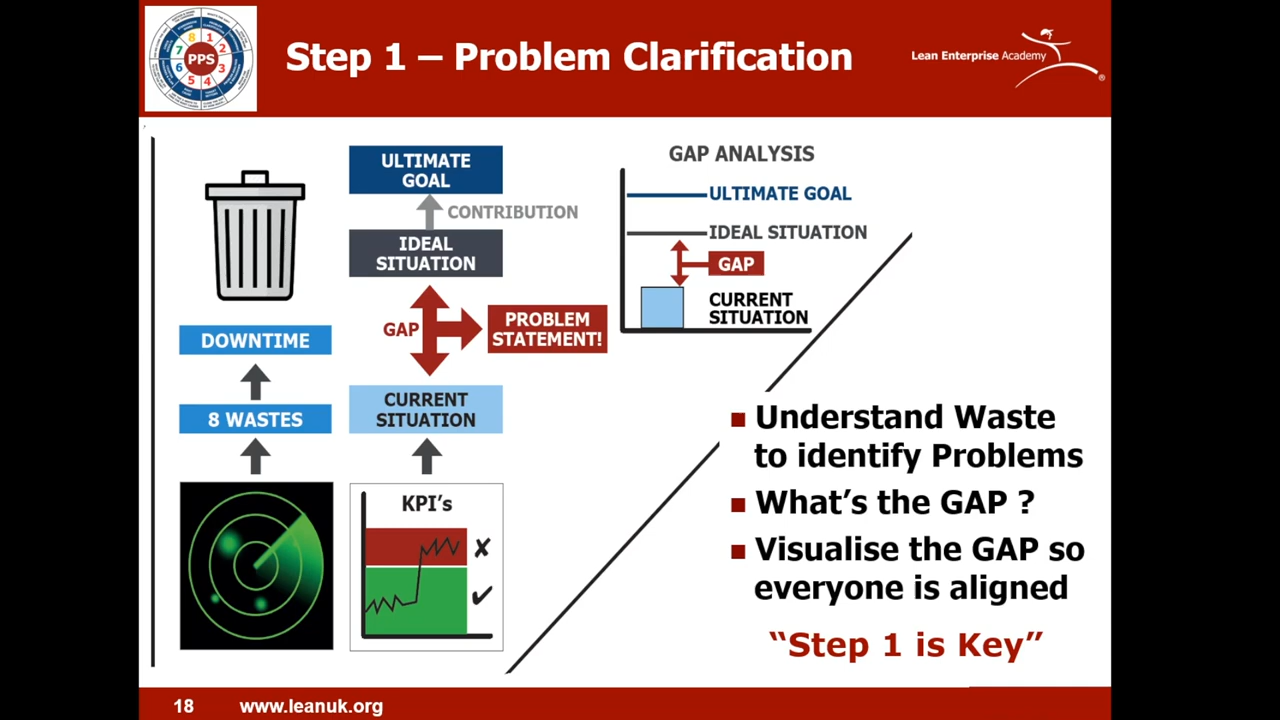 8
1
7
2
PPS
6
3
5
4
Step 1 – Problem Clarification
Lean Enterprise Academy
®
DOWNTIME
8 WASTES
ULTIMATE
GOAL
CONTRIBUTION
IDEAL
SITUATION
GAP
PROBLEM
STATEMENT!
CURRENT
SITUATION
KPI's
✘
✔
GAP ANALYSIS
ULTIMATE GOAL
IDEAL SITUATION
GAP
CURRENT
SITUATION
■ Understand Waste
to identify Problems
■ What's the GAP ?
■ Visualise the GAP so
everyone is aligned
“Step 1 is Key”
18
www.leanuk.org